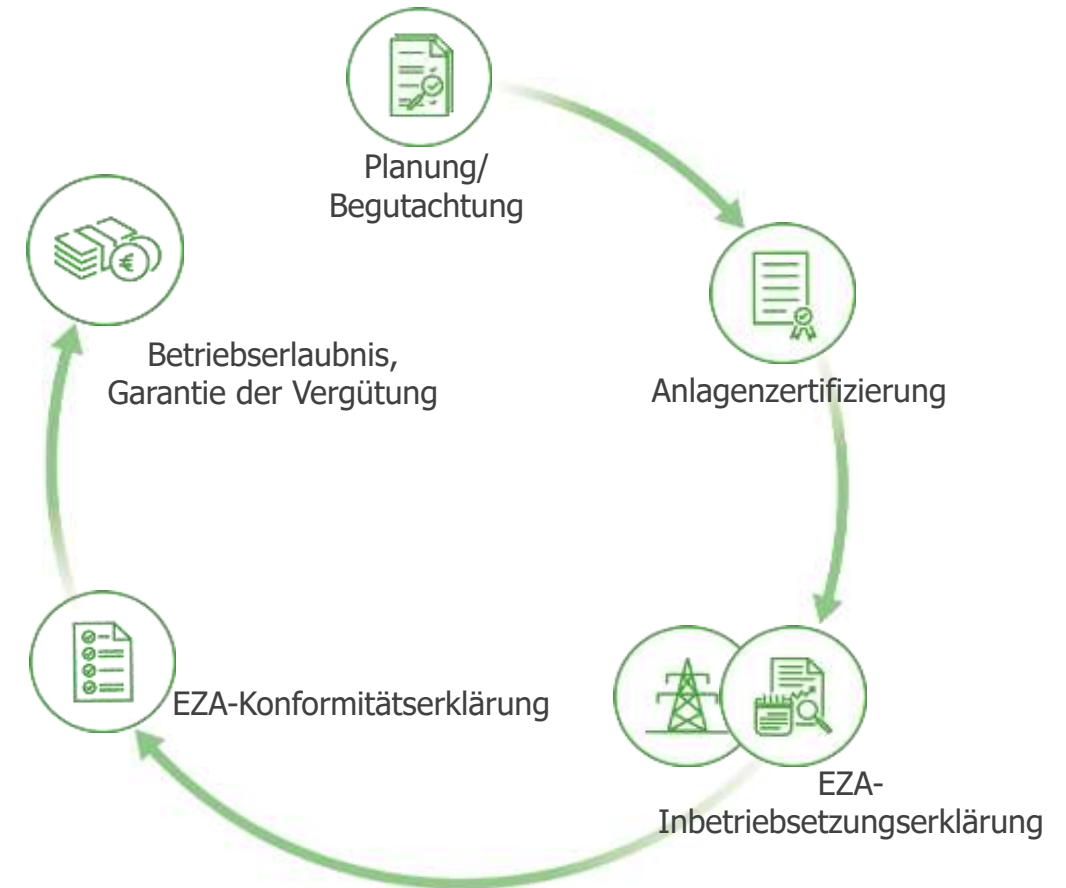 Planung/
Begutachtung
Anlagenzertifizierung
EZA-
Inbetriebsetzungserklärung
EZA-Konformitätserklärung
Betriebserlaubnis,
Garantie der Vergütung
€